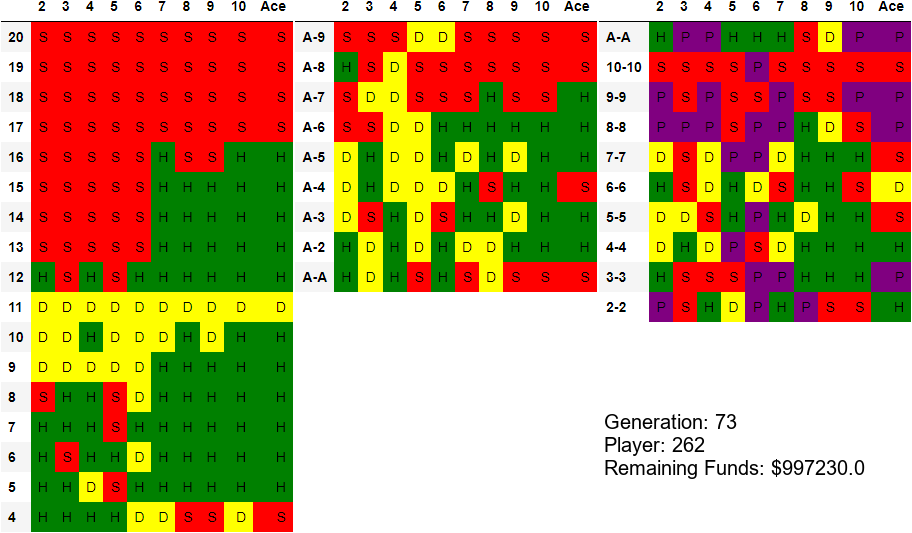 2 3 4 5 6 7 8 9 10 Ace
20 S S S S S S S S S S
19 S S S S S S S S S S
18 S S S S S S S S S S
17 S S S S S S S S S S
16 S S S S S H S S H H
15 S S S S S H H H H H
14 S S S S S H H H H H
13 S S S S S H H H H H
12 H S H S H H H H H H
11 D D D D D D D D D D
10 D D H D D D H D H H
9 D D D D D H H H H H
8 S H H S D H H H H H
7 H H H S H H H H H H
6 H S H H D H H H H H
5 H H D S H H H H H H
4 H H H H D D S S D S
2 3 4 5 6 7 8 9 10 Ace
A-9 S S S D D S S S S S
A-8 H S D S S S S S S S
A-7 S D D S S S H S S H
A-6 S S D D H H H H H H
A-5 D H D D H D H D H H
A-4 D H D D D H S H H S
A-3 D S H D S H H D H H
A-2 H D H D H D D H H H
A-A H D H S H S D S S S
2 3 4 5 6 7 8 9 10 Ace
A-A H P P H H H S D P P
10-10 S S S S P S S S S S
9-9 P S P S S P S S P P
8-8 P P P S P P H D S P
7-7 D S D P P D H H H S
6-6 H S D H D S H H S D
5-5 D D S H P H D H H S
4-4 D H D P S D H H H H
3-3 H S S S P P H H H P
2-2 P S H D P H P S S H
Generation: 73
Player: 262
Remaining Funds: $997230.0